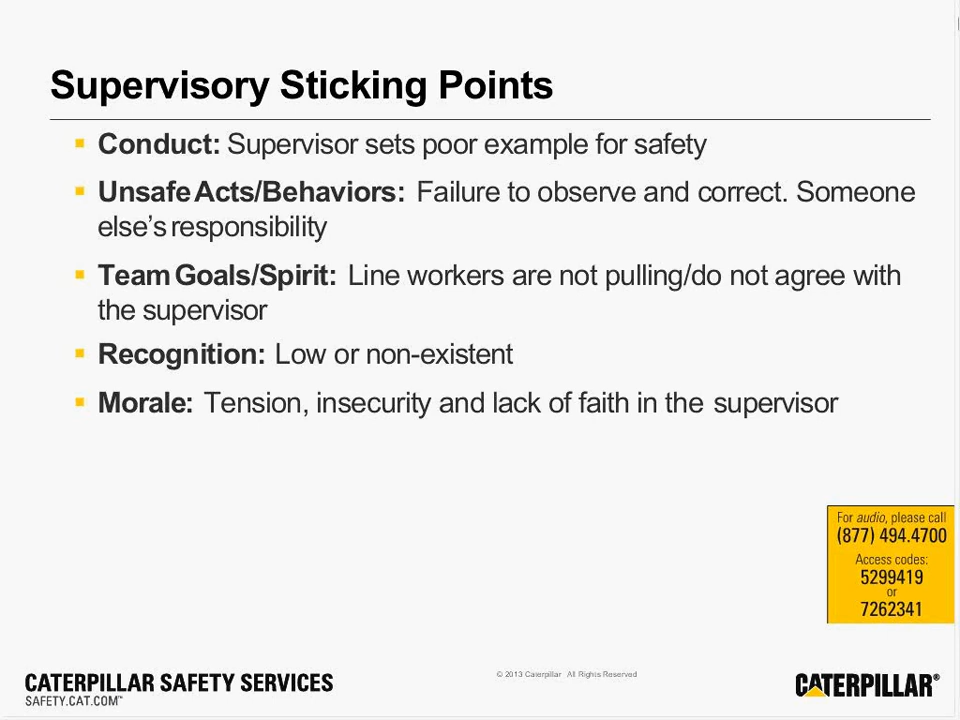 Supervisory Sticking Points
▪ Conduct: Supervisor sets poor example for safety
▪ Unsafe Acts/Behaviors: Failure to observe and correct. Someone
else’s responsibility
▪ Team Goals/Spirit: Line workers are not pulling/do not agree with
the supervisor
▪ Recognition: Low or non-existent
▪ Morale: Tension, insecurity and lack of faith in the supervisor
For audio, please call
(877) 494.4700
Access codes:
5299419
or
7262341
© 2013 Caterpillar All Rights Reserved
CATERPILLAR SAFETY SERVICES
SAFETY.CAT.COM™
CATERPILLAR®